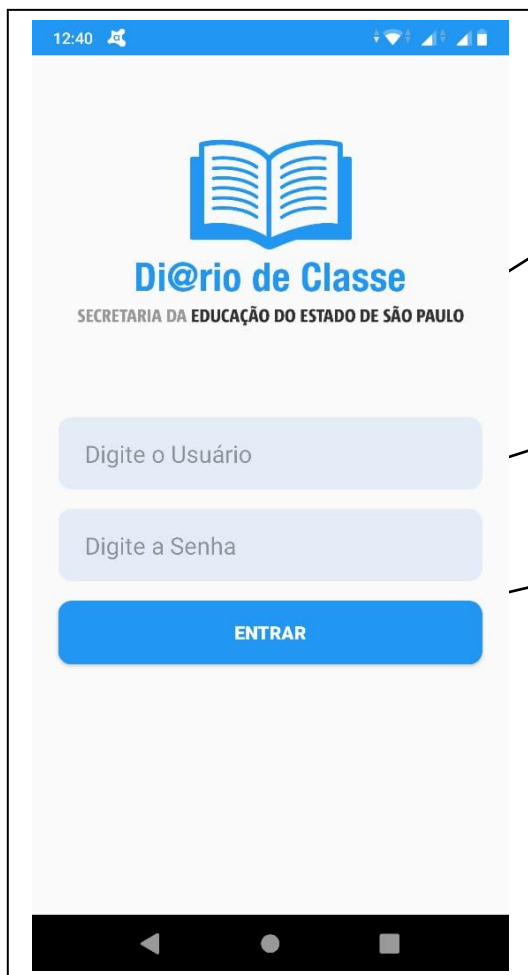 12:40
Di@rio de Classe
SECRETARIA DA EDUCAÇÃO DO ESTADO DE SÃO PAULO
Digite o Usuário
Digite a Senha
ENTRAR